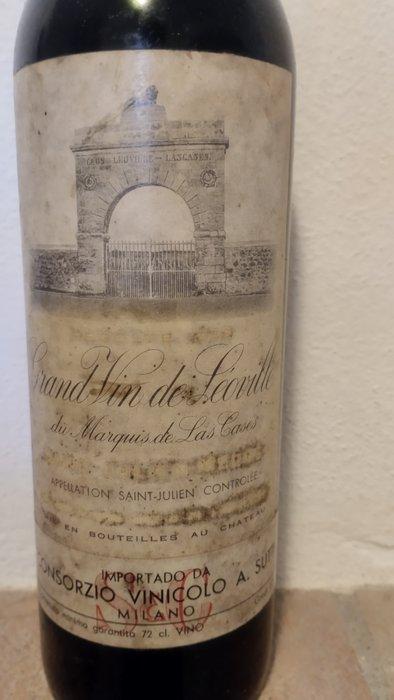 CLOS LEOVILLE - LASCASES
Grand Vin de Léoville
du Marquis de Las Cases
APPELLATION SAINT-JULIEN CONTROLÉE
EN BOUTEILLES AU CHATEAU
IMPORTADO DA
CONSORZIO VINICOLO A. SUT
MILANO
garantita 72 cl. VINO